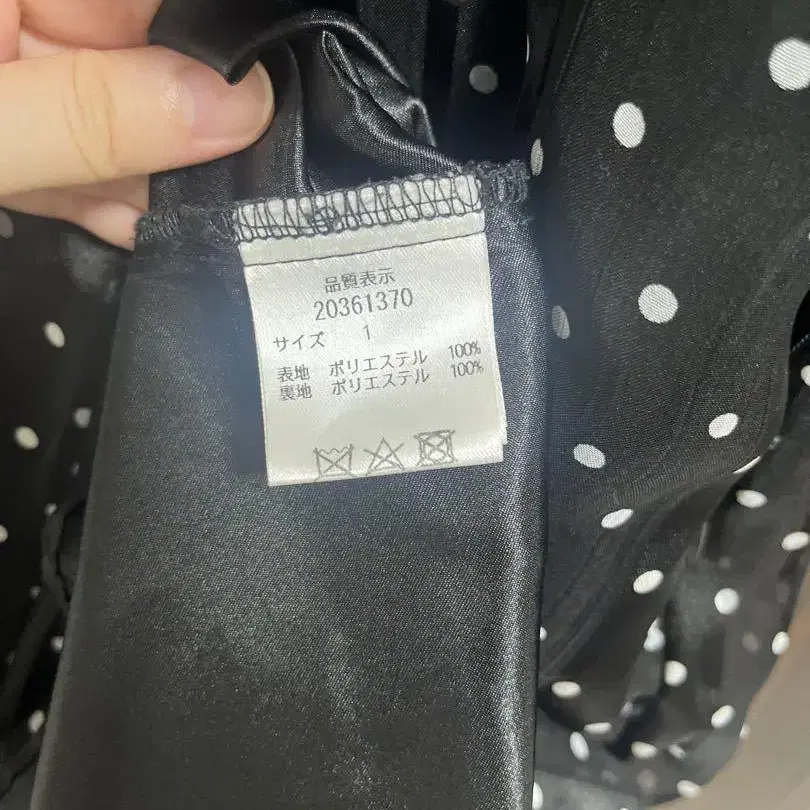 品質表示
20361370
サイズ 1
表地 ポリエステル 100%
裏地 ポリエステル 100%